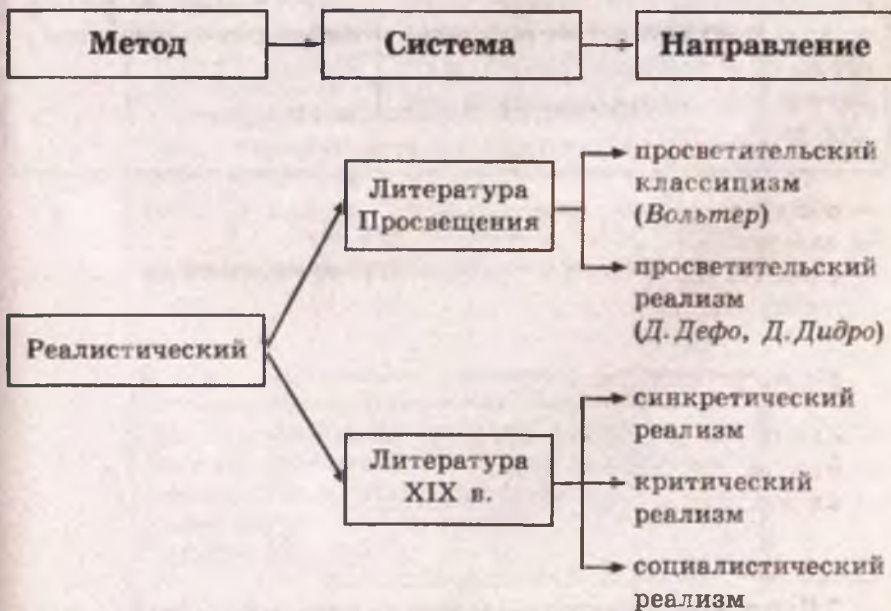 Метод
Система
Направление
Реалистический
Литература
Просвещения
просветительский
классицизм
(Вольтер)
просветительский
реализм
(Д. Дефо, Д. Дидро)
Литература
XIX в.
синкретический
реализм
критический
реализм
социалистический
реализм